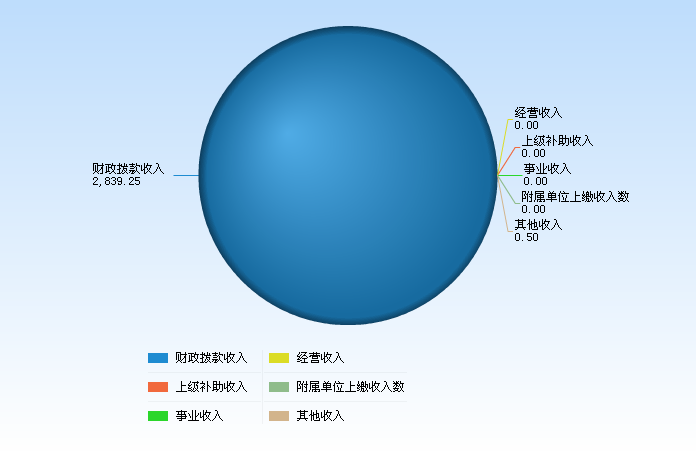 财政拨款收入
2,839.25
经营收入
0.00
上级补助收入
0.00
事业收入
0.00
附属单位上缴收入数
0.00
其他收入
0.50
财政拨款收入
经营收入
上级补助收入
附属单位上缴收入数
事业收入
其他收入